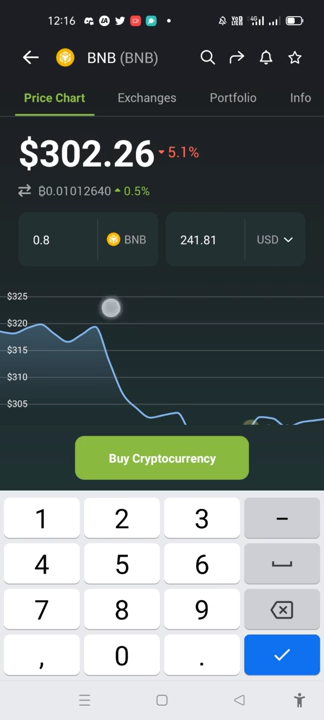 12:16
BNB (BNB)
Price Chart Exchanges Portfolio Info
$302.26 5.1%
₿0.01012640 0.5%
0.8 BNB 241.81 USD
$325
$320
$315
$310
$305
Buy Cryptocurrency
1 2 3 −
4 5 6
7 8 9
, 0 .